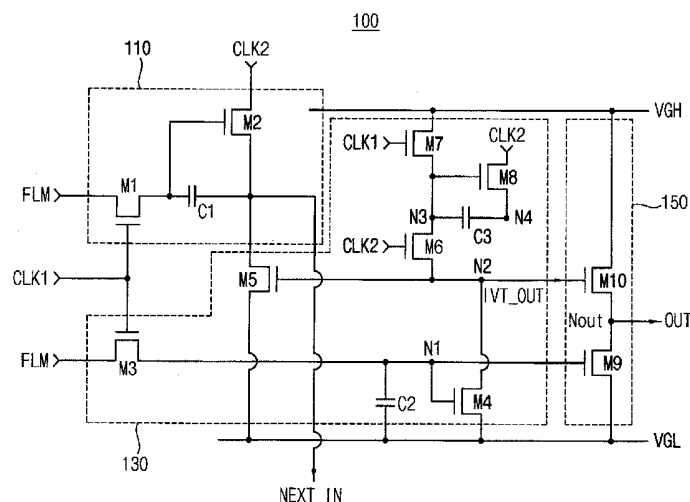 100
110
CLK2
M2
VGH
CLK1
M7
CLK2
M8
150
FLM
M1
C1
N3
C3
N4
CLK2
M6
CLK1
M5
N2
IVT_OUT
M10
Nout
OUT
FLM
M3
N1
M9
C2
M4
130
VGL
NEXT IN